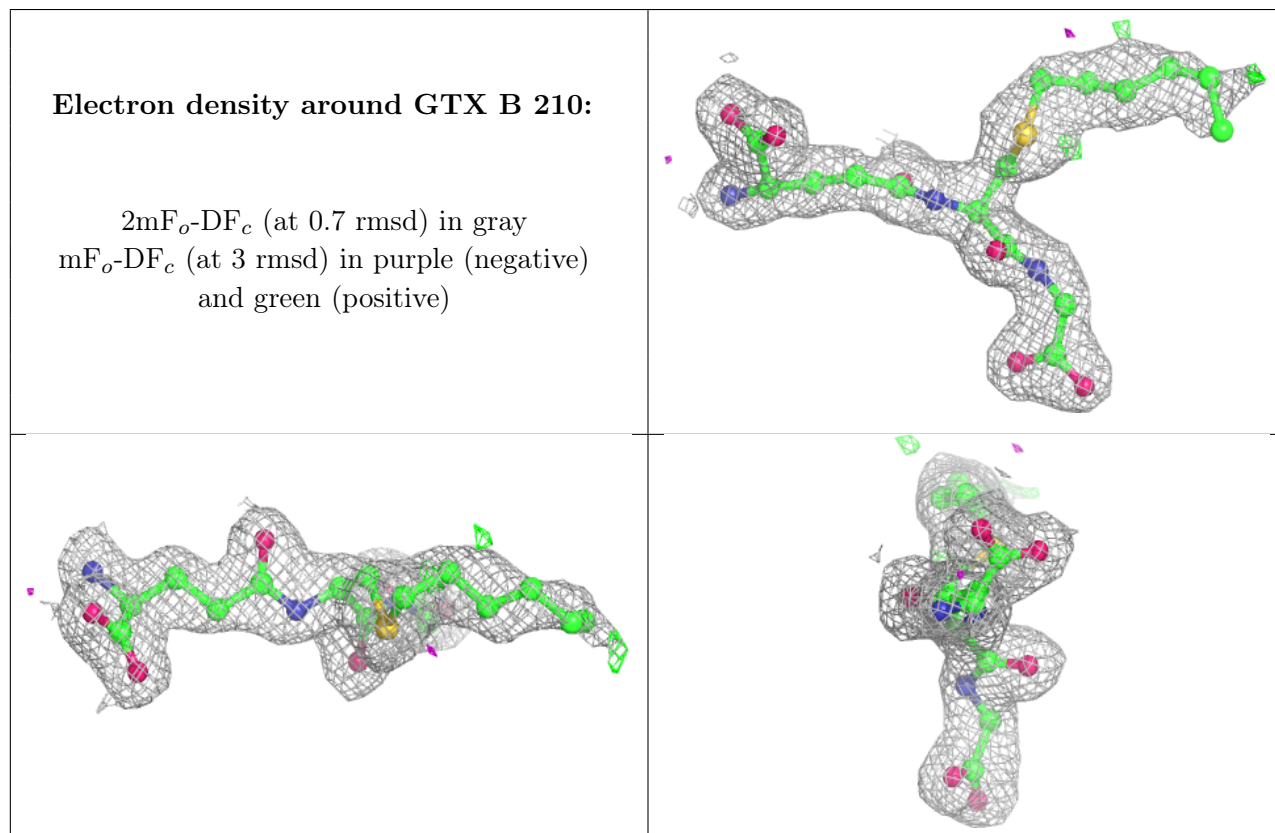 Electron density around GTX B 210:
2mFo-DFc (at 0.7 rmsd) in gray
mFo-DFc (at 3 rmsd) in purple (negative)
and green (positive)